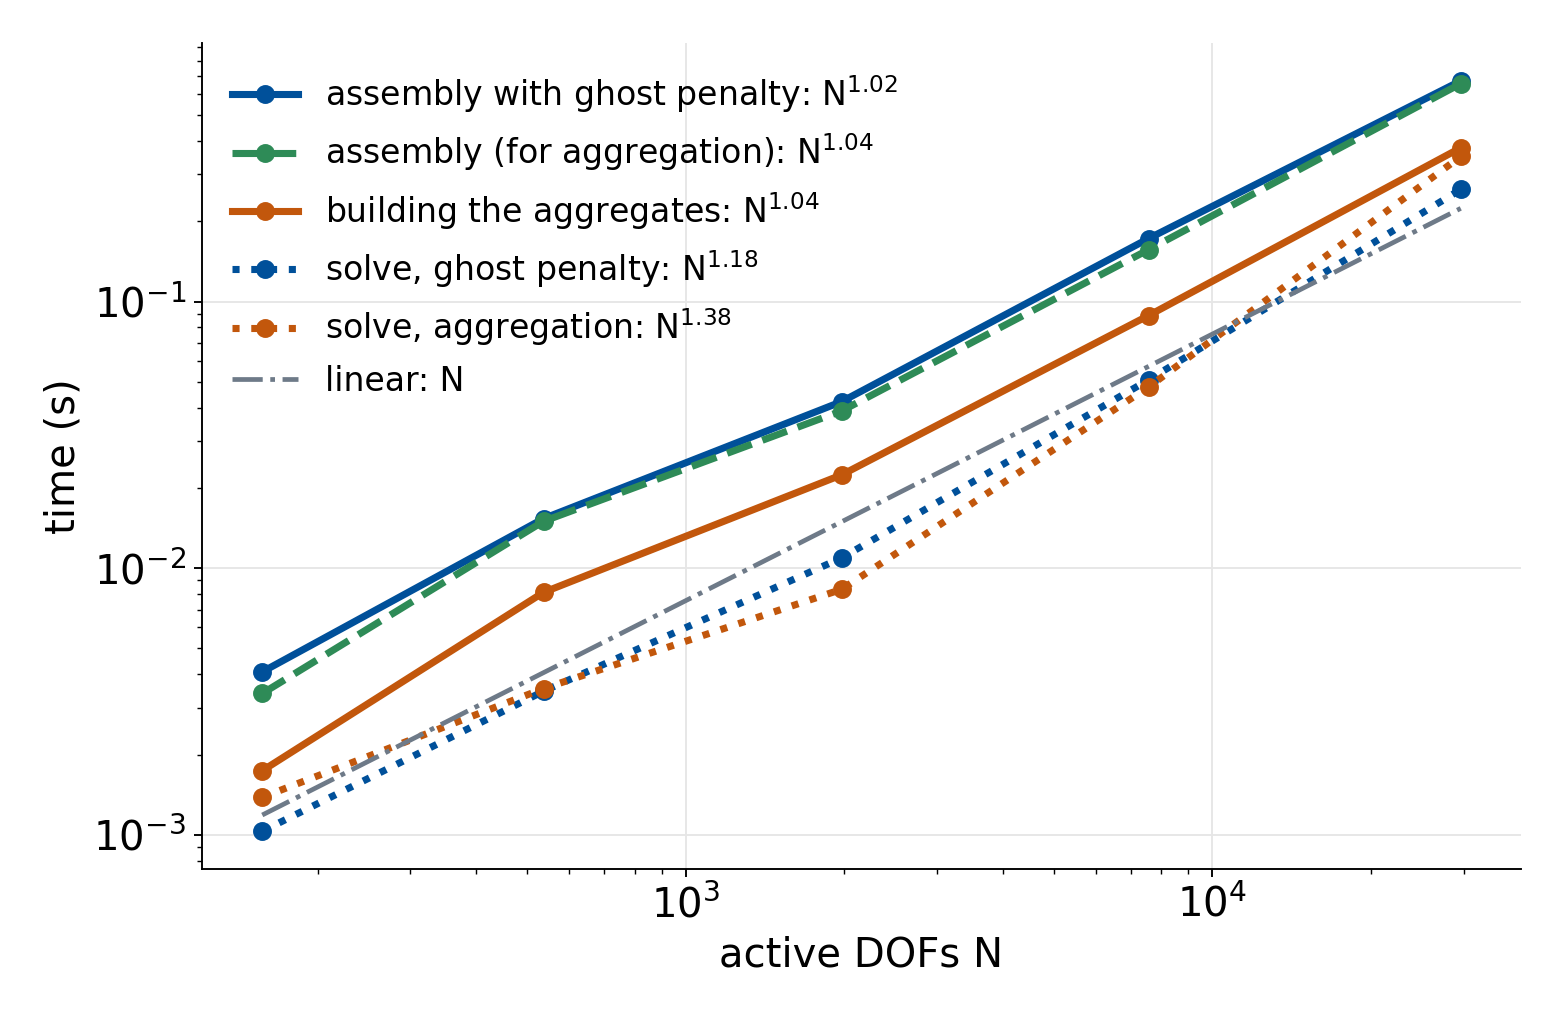 assembly with ghost penalty: N^1.02
assembly (for aggregation): N^1.04
building the aggregates: N^1.04
solve, ghost penalty: N^1.18
solve, aggregation: N^1.38
linear: N
10^−1
10^−2
10^−3
time (s)
10^3
10^4
active DOFs N